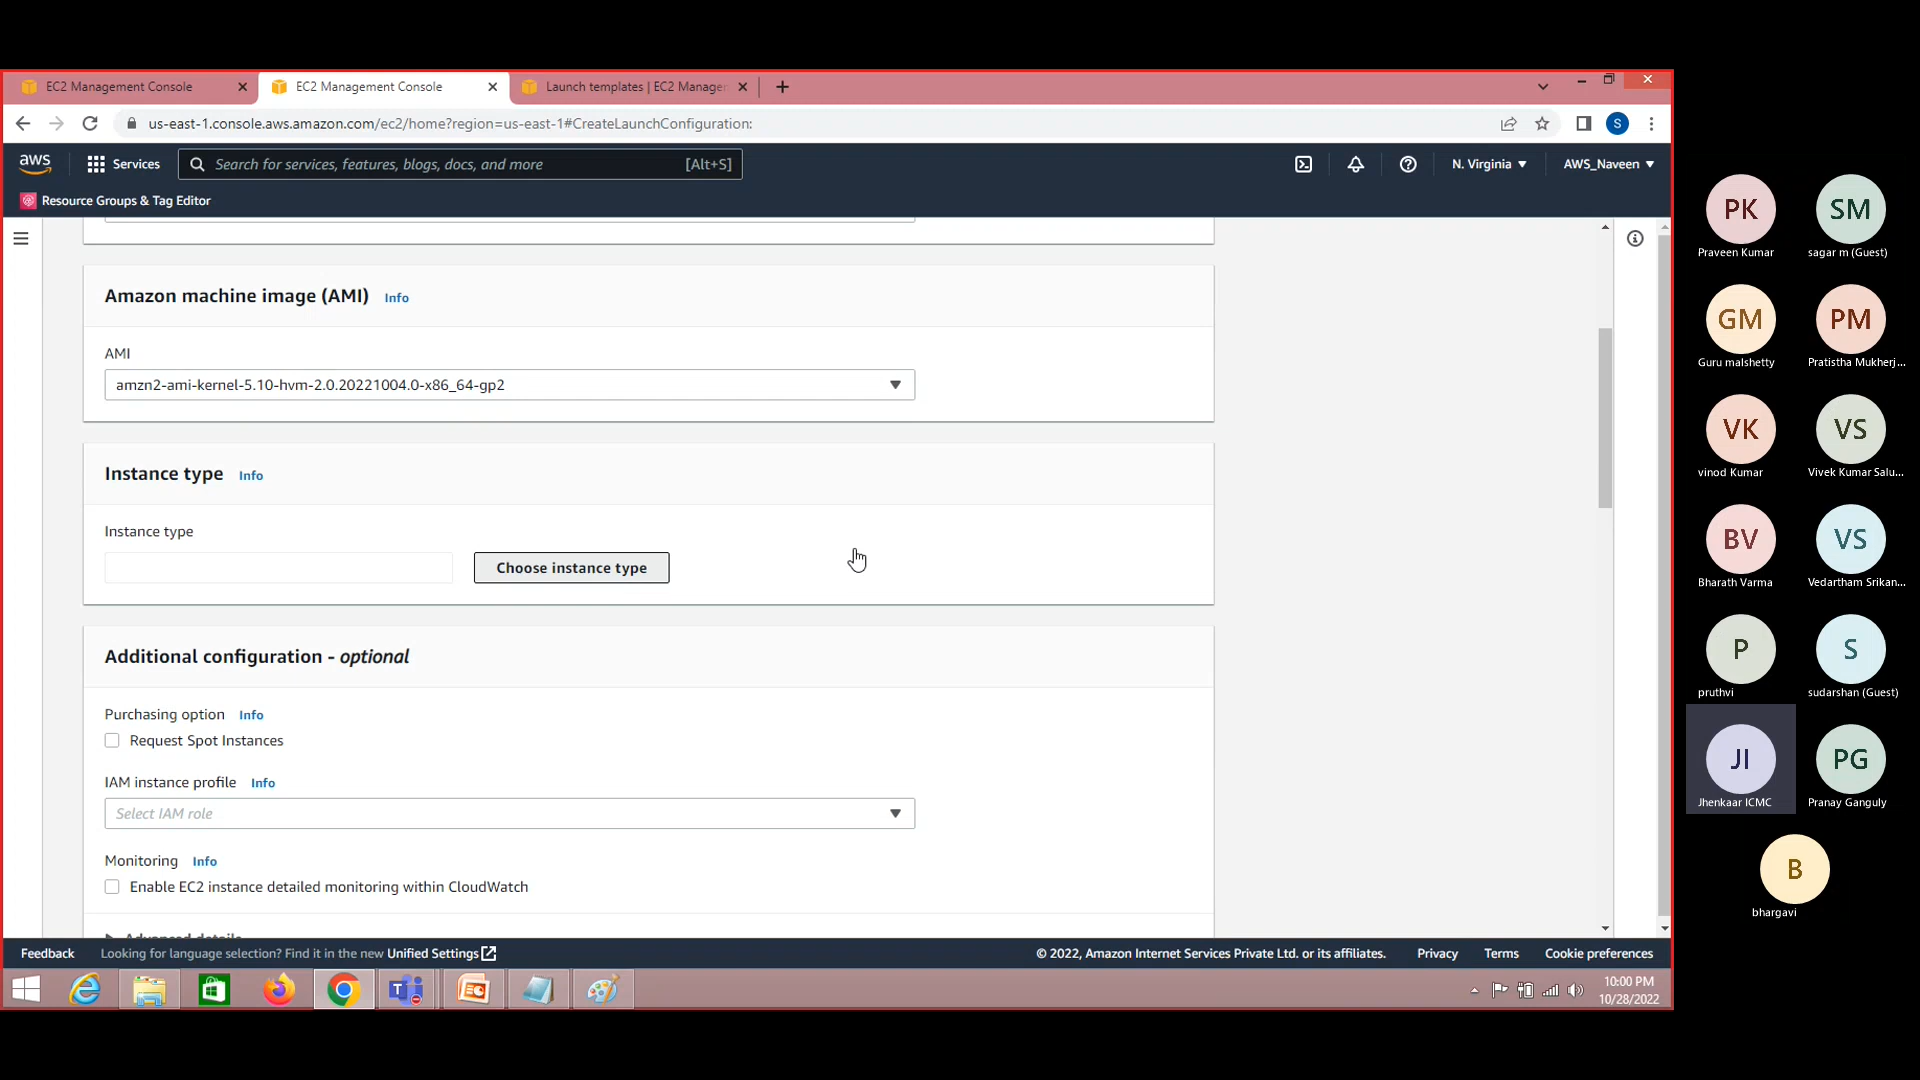 EC2 Management Console
EC2 Management Console
Launch templates | EC2 Manage
us-east-1.console.aws.amazon.com/ec2/home?region=us-east-1#CreateLaunchConfiguration:
S
aws
Services
Search for services, features, blogs, docs, and more
[Alt+S]
N. Virginia
AWS_Naveen
Resource Groups & Tag Editor
Amazon machine image (AMI) Info
AMI
amzn2-ami-kernel-5.10-hvm-2.0.20221004.0-x86_64-gp2
Instance type Info
Instance type
Choose instance type
Additional configuration - optional
Purchasing option Info
Request Spot Instances
IAM instance profile Info
Select IAM role
Monitoring Info
Enable EC2 instance detailed monitoring within CloudWatch
Advanced details
Feedback
Looking for language selection? Find it in the new Unified Settings
© 2022, Amazon Internet Services Private Ltd. or its affiliates.
Privacy
Terms
Cookie preferences
10:00 PM
10/28/2022
PK
Praveen Kumar
SM
sagar m (Guest)
GM
Guru malshetty
PM
Pratistha Mukherj...
VK
vinod Kumar
VS
Vivek Kumar Salu...
BV
Bharath Varma
VS
Vedartham Srikan...
P
pruthvi
S
sudarshan (Guest)
JI
Jhenkaar ICMC
PG
Pranay Ganguly
B
bhargavi